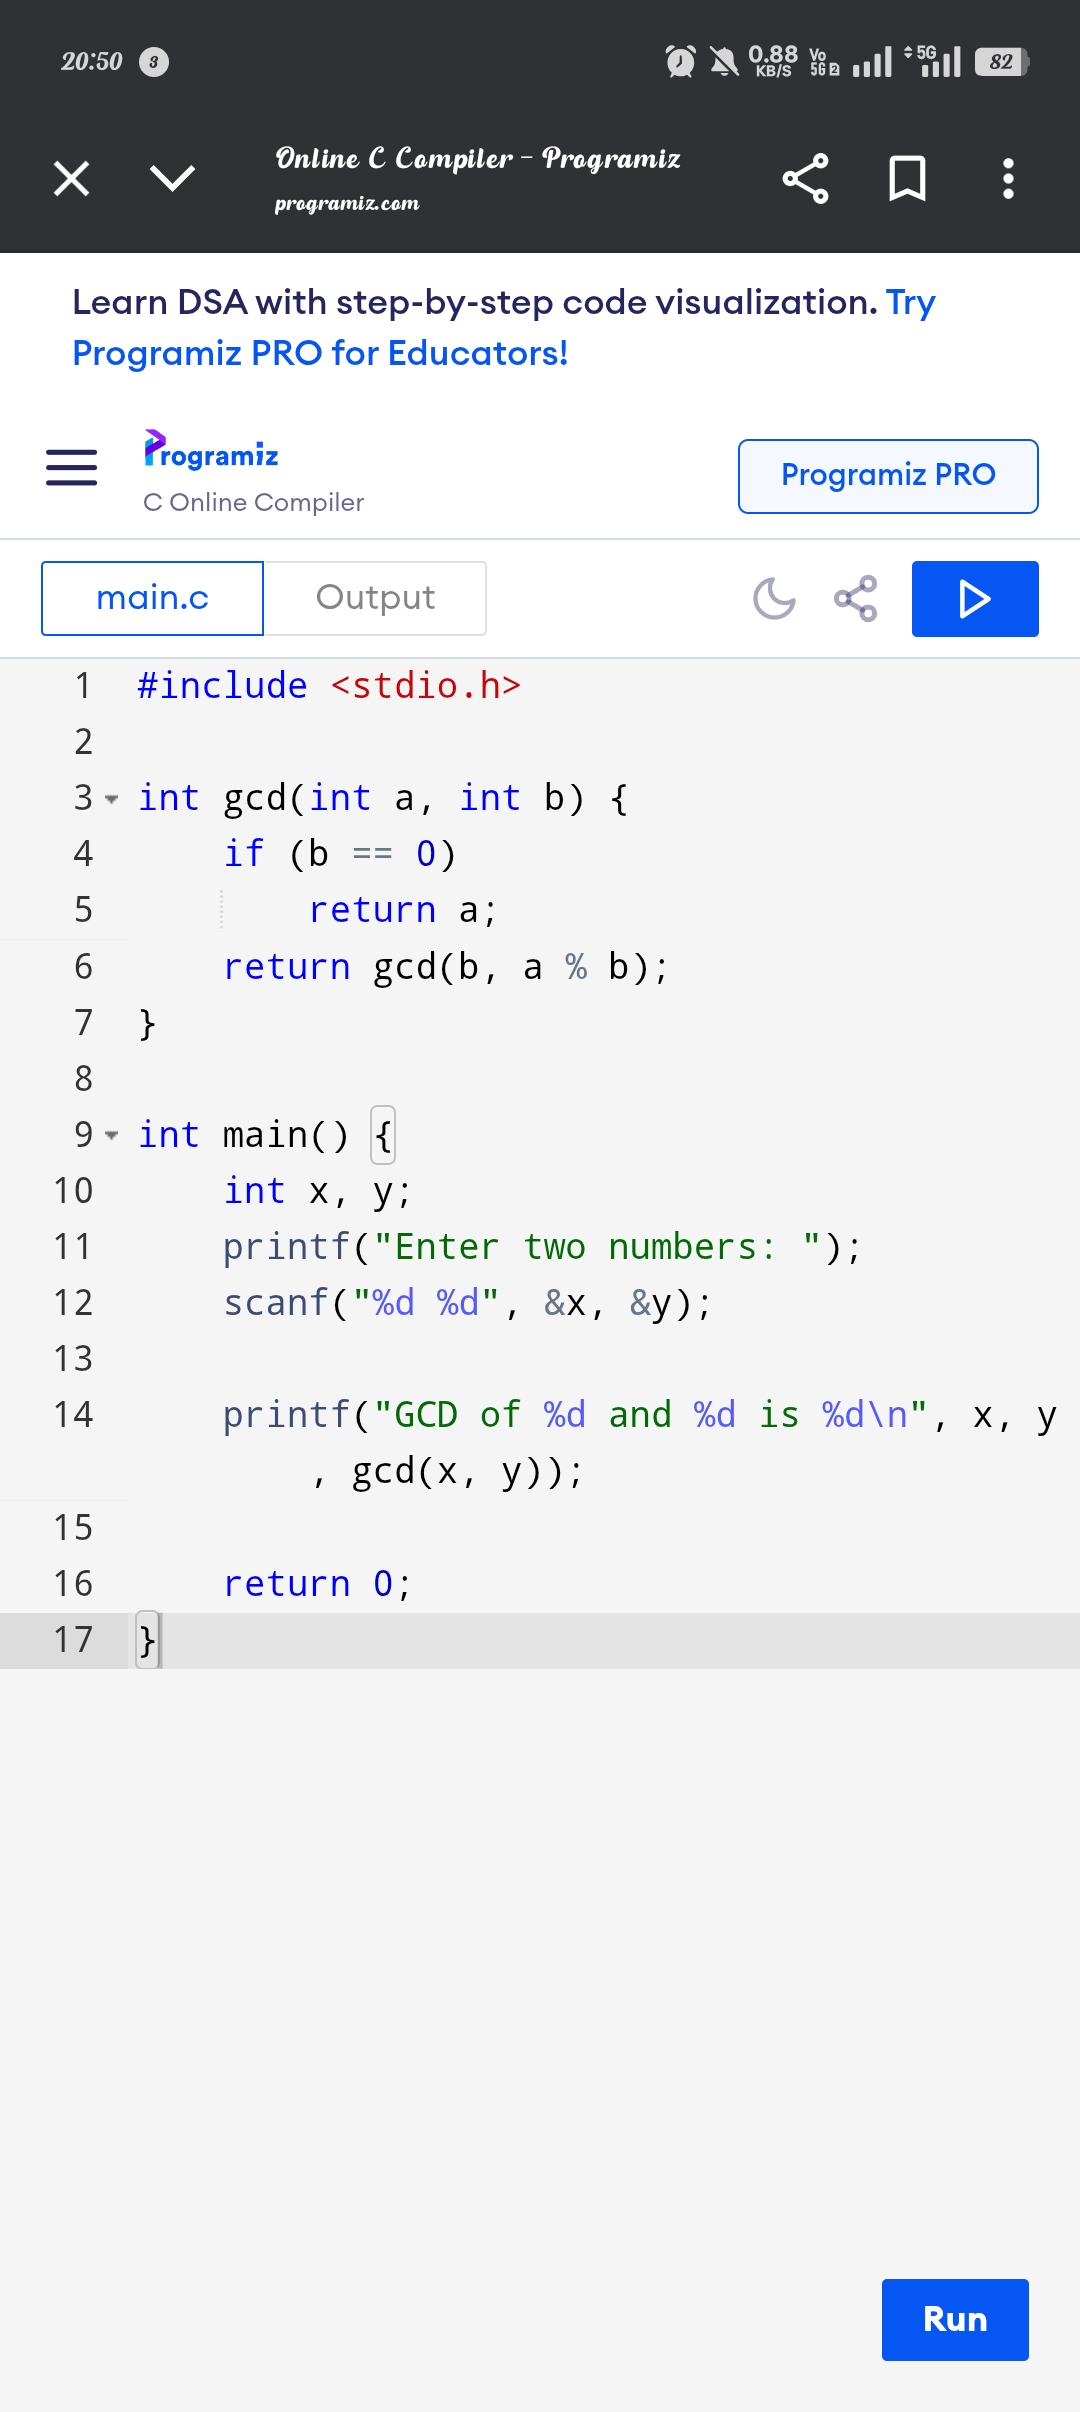 20:50 3 0.88 KB/S Vo 5G 2 5G 82
Online C Compiler - Programiz
programiz.com
Learn DSA with step-by-step code visualization. Try
Programiz PRO for Educators!
Programiz
C Online Compiler
Programiz PRO
main.c Output
1 #include <stdio.h>
2
3 int gcd(int a, int b) {
4     if (b == 0)
5         return a;
6     return gcd(b, a % b);
7 }
8
9 int main() {
10     int x, y;
11     printf("Enter two numbers: ");
12     scanf("%d %d", &x, &y);
13
14     printf("GCD of %d and %d is %d\n", x, y
        , gcd(x, y));
15
16     return 0;
17 }
Run